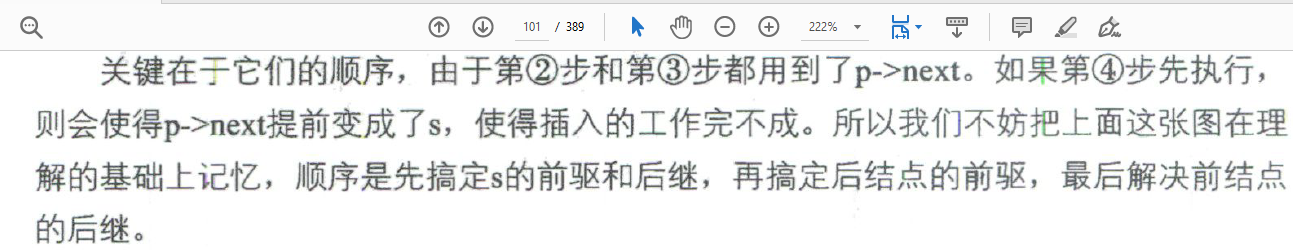 101 / 389 222%
关键在于它们的顺序，由于第②步和第③步都用到了p->next。如果第④步先执行，
则会使得p->next提前变成了s，使得插入的工作完不成。所以我们不妨把上面这张图在理
解的基础上记忆，顺序是先搞定s的前驱和后继，再搞定后结点的前驱，最后解决前结点
的后继。